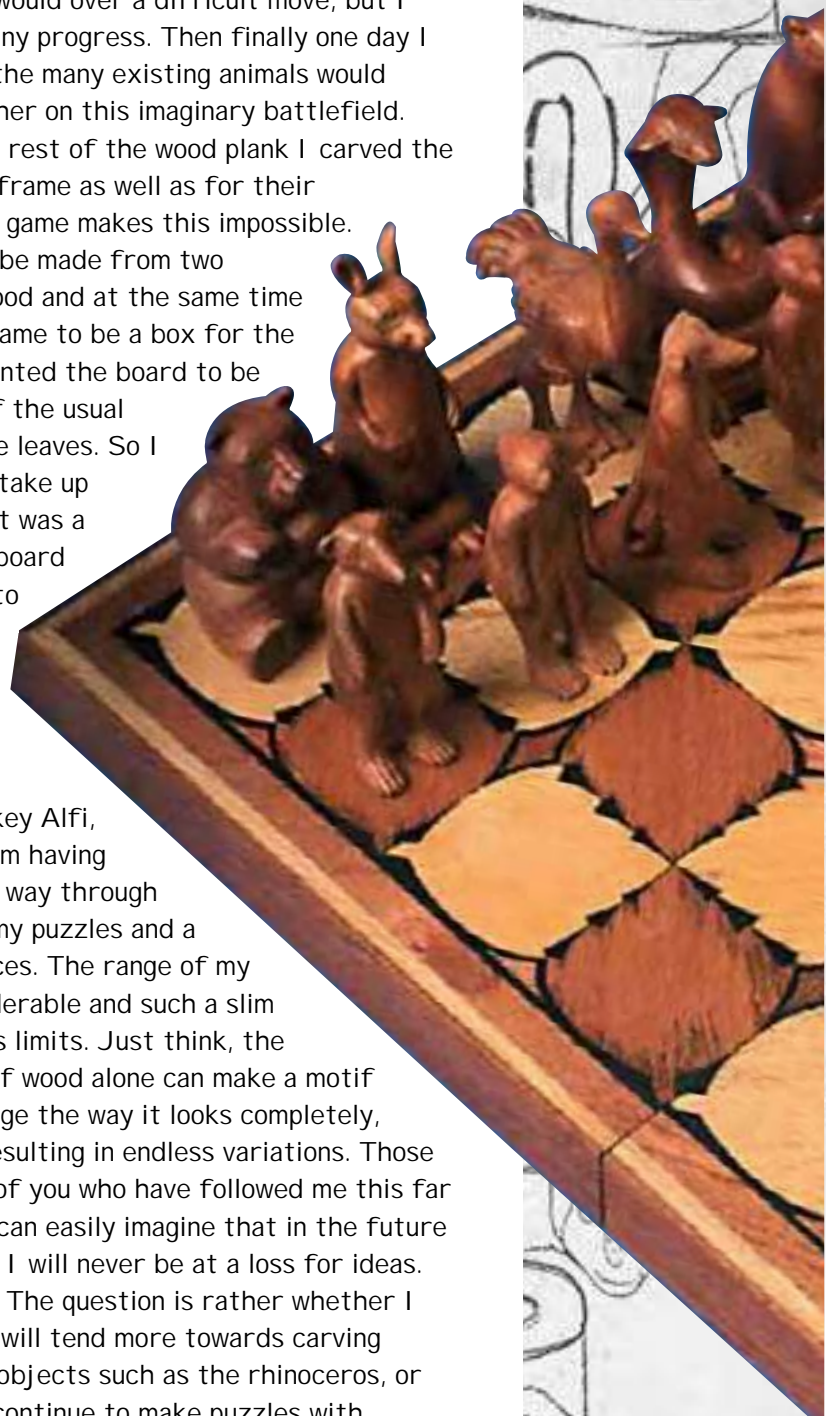 would over a difficult move, but I
ny progress. Then finally one day I
the many existing animals would
her on this imaginary battlefield.
rest of the wood plank I carved the
frame as well as for their
game makes this impossible.
be made from two
ood and at the same time
ame to be a box for the
nted the board to be
f the usual
e leaves. So I
take up
t was a
board
to
key Alfi,
m having
way through
my puzzles and a
ces. The range of my
derable and such a slim
s limits. Just think, the
f wood alone can make a motif
ge the way it looks completely,
esulting in endless variations. Those
of you who have followed me this far
can easily imagine that in the future
I will never be at a loss for ideas.
The question is rather whether I
will tend more towards carving
objects such as the rhinoceros, or
continue to make puzzles with